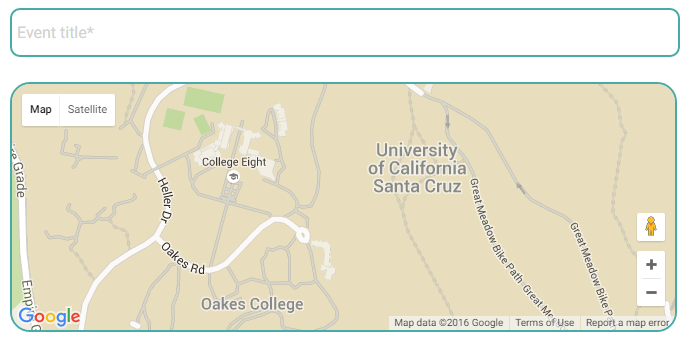 Event title*
Map Satellite
College Eight
University
of California
Santa Cruz
Heller Dr
Oakes Rd
Oakes College
Great Meadow Bike Path
Great Meadow Bike Path
Great Meadow Bike Path
Grade
Google
Map data ©2016 Google Terms of Use Report a map error